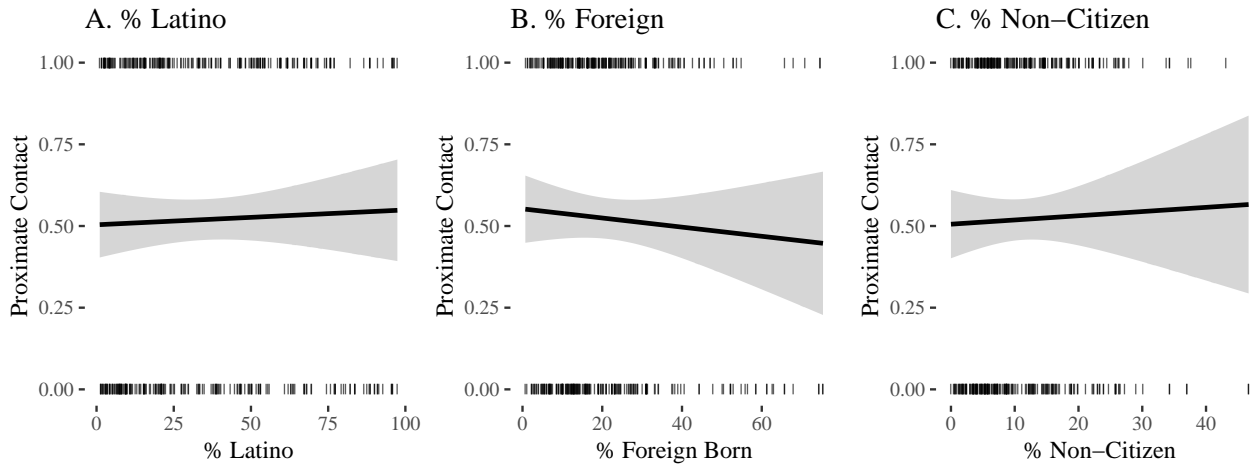 A. % Latino
1.00
0.75
0.50
0.25
0.00
Proximate Contact
0 25 50 75 100
% Latino
B. % Foreign
1.00
0.75
0.50
0.25
0.00
Proximate Contact
0 20 40 60
% Foreign Born
C. % Non−Citizen
1.00
0.75
0.50
0.25
0.00
Proximate Contact
0 10 20 30 40
% Non−Citizen